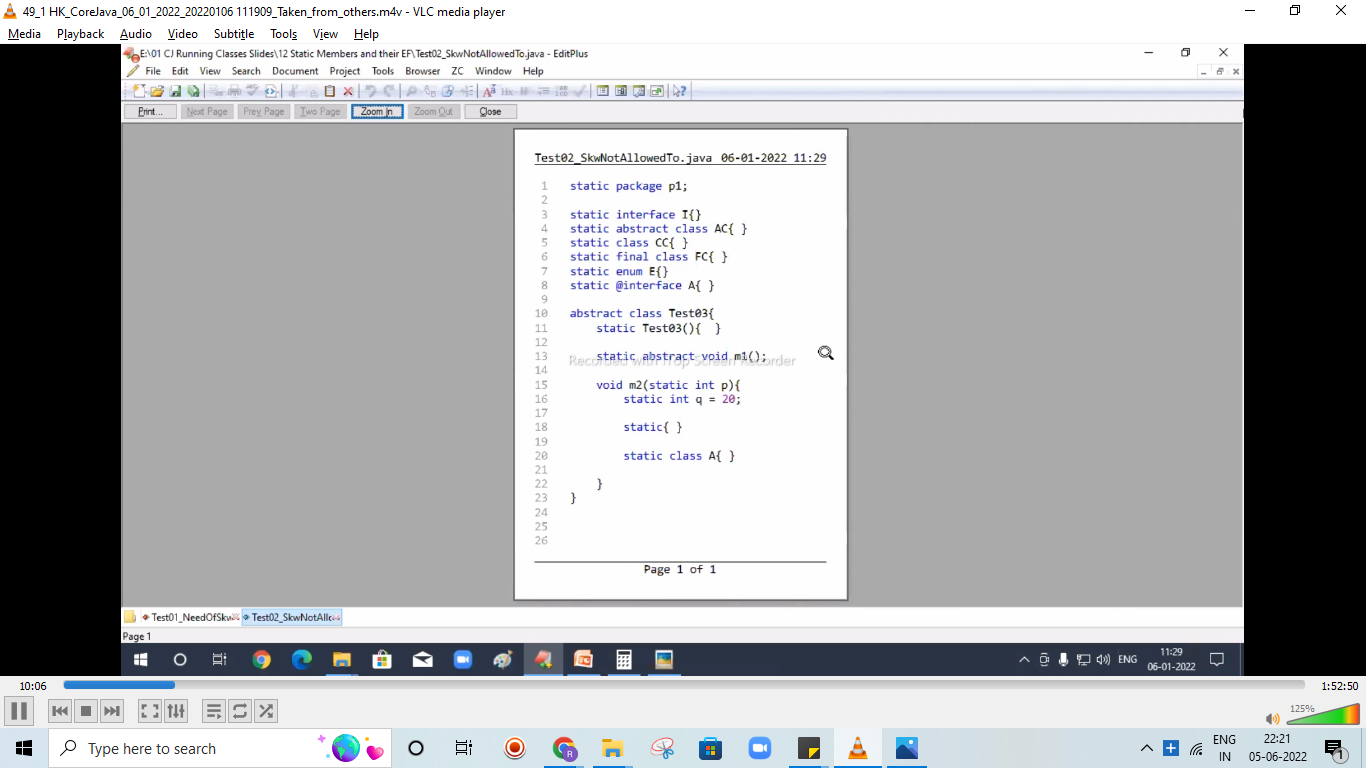 49_1 HK_CoreJava_06_01_2022_20220106 111909_Taken_from_others.m4v - VLC media player
Media Playback Audio Video Subtitle Tools View Help
E:\01 CJ Running Classes Slides\12 Static Members and their EF\Test02_SkwNotAllowedTo.java - EditPlus
File Edit View Search Document Project Tools Browser ZC Window Help
Print... Next Page Prev Page Two Page Zoom In Zoom Out Close
Test02_SkwNotAllowedTo.java 06-01-2022 11:29
1 static package p1;
2
3 static interface I{}
4 static abstract class AC{ }
5 static class CC{ }
6 static final class FC{ }
7 static enum E{}
8 static @interface A{ }
9
10 abstract class Test03{
11 static Test03(){ }
12
13 static abstract void m1();
Recorded with iTop Screen Recorder
14
15 void m2(static int p){
16 static int q = 20;
17
18 static{ }
19
20 static class A{ }
21
22 }
23 }
24
25
26
Page 1 of 1
Test01_NeedOfSkw Test02_SkwNotAllo
Page 1
ENG 11:29
06-01-2022
10:06 1:52:50
125%
Type here to search
R
ENG 22:21
IN 05-06-2022
1